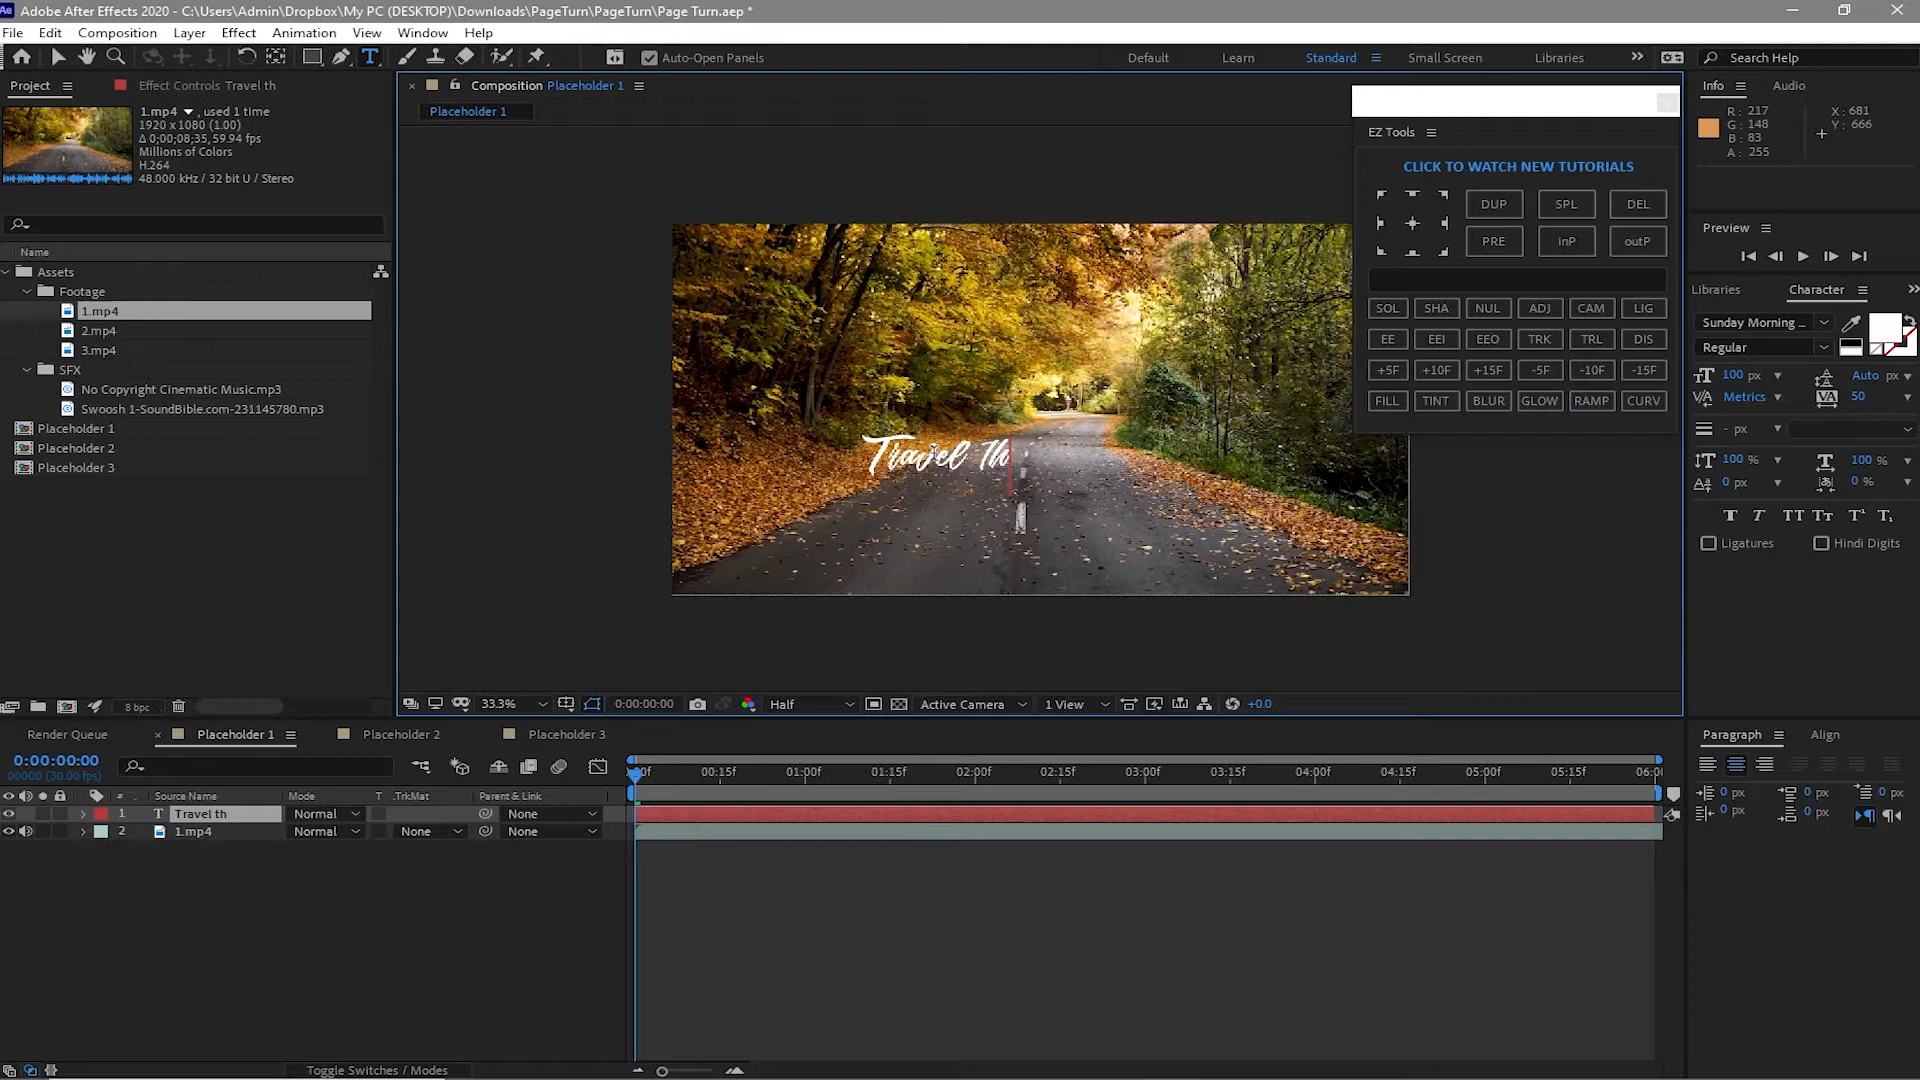 Adobe After Effects 2020 - C:\Users\Admin\Dropbox\My PC (DESKTOP)\Downloads\PageTurn\PageTurn\Page Turn.aep *
File Edit Composition Layer Effect Animation View Window Help
Auto-Open Panels
Default Learn Standard Small Screen Libraries
Search Help
Project Effect Controls Travel th
1.mp4 , used 1 time
1920 x 1080 (1.00)
Δ 0;00;08;35, 59.94 fps
Millions of Colors
H.264
48.000 kHz / 32 bit U / Stereo
Name
Assets
Footage
1.mp4
2.mp4
3.mp4
SFX
No Copyright Cinematic Music.mp3
Swoosh 1-SoundBible.com-231145780.mp3
Placeholder 1
Placeholder 2
Placeholder 3
8 bpc
Composition Placeholder 1
Placeholder 1
Travel th
33.3% 0:00:00:00 Half Active Camera 1 View +0.0
EZ Tools
CLICK TO WATCH NEW TUTORIALS
DUP SPL DEL
PRE inP outP
SOL SHA NUL ADJ CAM LIG
EE EEI EEO TRK TRL DIS
+5F +10F +15F -5F -10F -15F
FILL TINT BLUR GLOW RAMP CURV
Info Audio
R : 217
G : 148
B : 83
A : 255
X : 681
Y : 666
Preview
Libraries Character
Sunday Morning ...
Regular
100 px Auto px
Metrics 50
- px
100 % 100 %
0 px 0 %
T T TT Tт T¹ T₁
Ligatures Hindi Digits
Paragraph Align
0 px 0 px 0 px
0 px 0 px
Render Queue Placeholder 1 Placeholder 2 Placeholder 3
0:00:00:00
00000 (30.00 fps)
00:15f 01:00f 01:15f 02:00f 02:15f 03:00f 03:15f 04:00f 04:15f 05:00f 05:15f
# Source Name Mode T .TrkMat Parent & Link
1 T Travel th Normal None
2 1.mp4 Normal None None
Toggle Switches / Modes